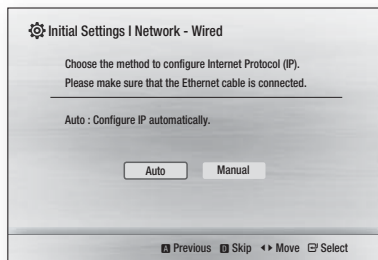 Initial Settings I Network - Wired
Choose the method to configure Internet Protocol (IP).
Please make sure that the Ethernet cable is connected.
Auto : Configure IP automatically.
Auto Manual
A Previous D Skip ◄► Move Select